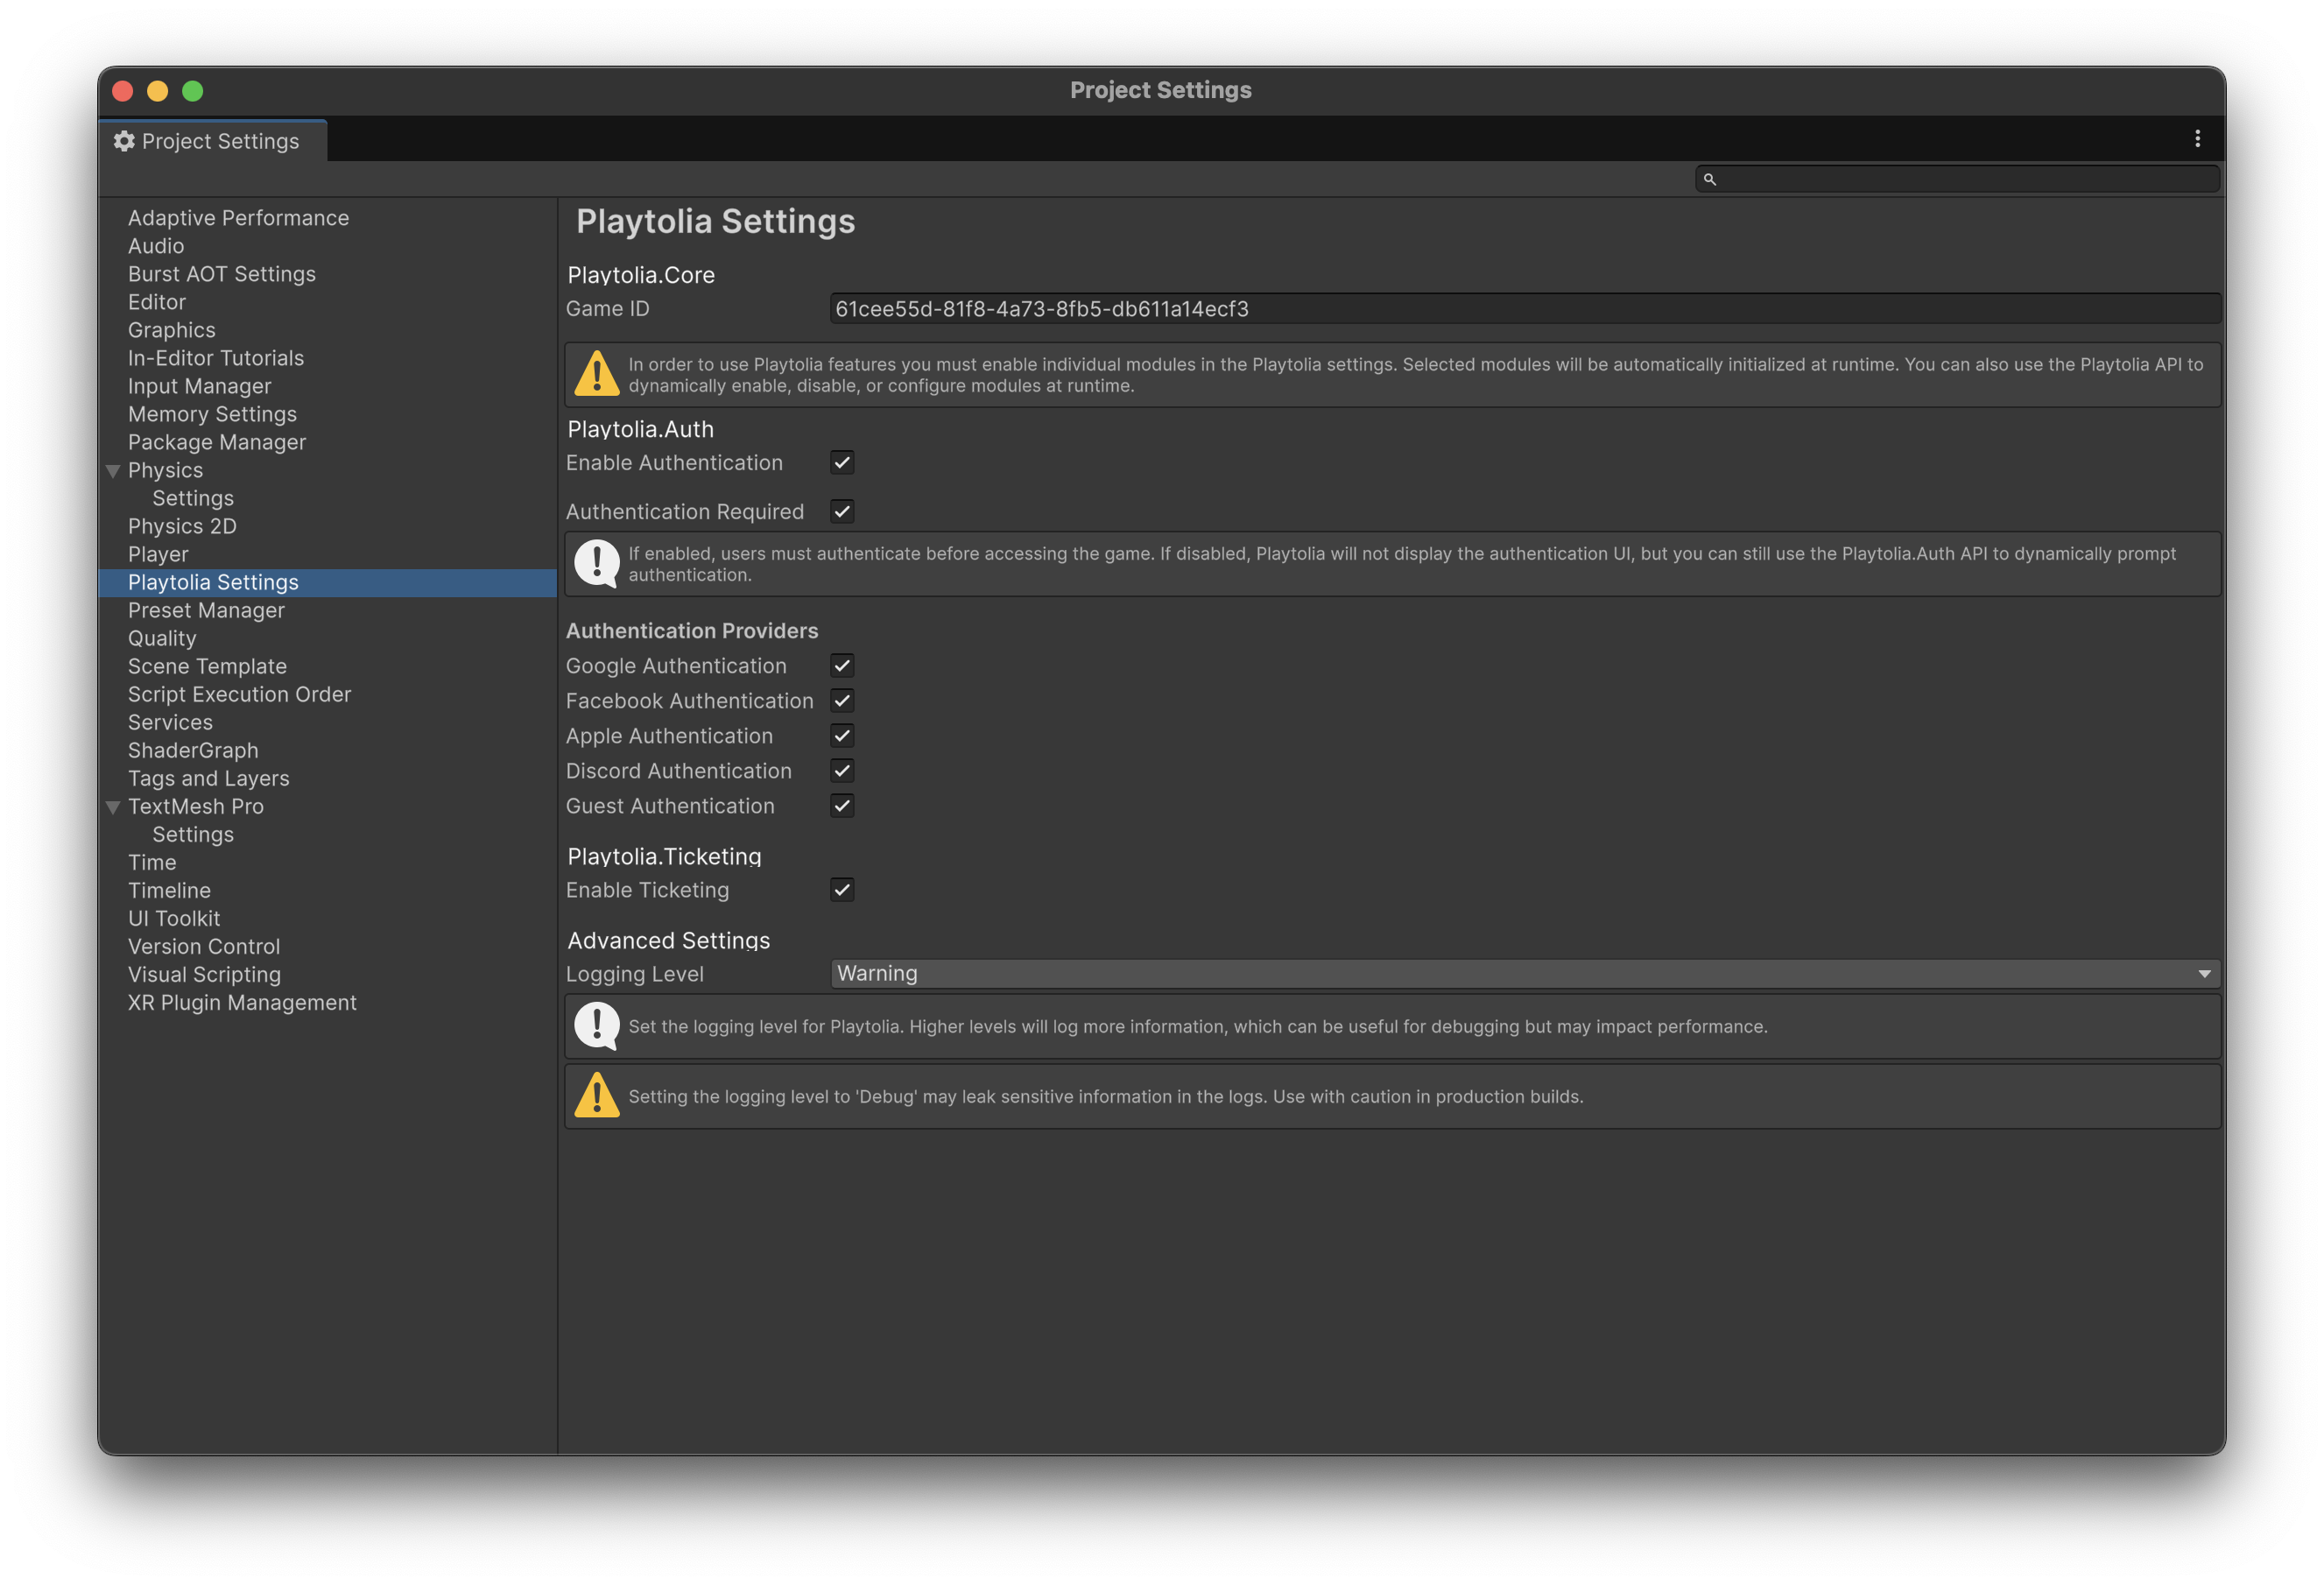 Project Settings
Project Settings
Adaptive Performance
Audio
Burst AOT Settings
Editor
Graphics
In-Editor Tutorials
Input Manager
Memory Settings
Package Manager
Physics
Settings
Physics 2D
Player
Playtolia Settings
Preset Manager
Quality
Scene Template
Script Execution Order
Services
ShaderGraph
Tags and Layers
TextMesh Pro
Settings
Time
Timeline
UI Toolkit
Version Control
Visual Scripting
XR Plugin Management
Playtolia Settings
Playtolia.Core
Game ID 61cee55d-81f8-4a73-8fb5-db611a14ecf3
In order to use Playtolia features you must enable individual modules in the Playtolia settings. Selected modules will be automatically initialized at runtime. You can also use the Playtolia API to
dynamically enable, disable, or configure modules at runtime.
Playtolia.Auth
Enable Authentication
Authentication Required
If enabled, users must authenticate before accessing the game. If disabled, Playtolia will not display the authentication UI, but you can still use the Playtolia.Auth API to dynamically prompt
authentication.
Authentication Providers
Google Authentication
Facebook Authentication
Apple Authentication
Discord Authentication
Guest Authentication
Playtolia.Ticketing
Enable Ticketing
Advanced Settings
Logging Level Warning
Set the logging level for Playtolia. Higher levels will log more information, which can be useful for debugging but may impact performance.
Setting the logging level to 'Debug' may leak sensitive information in the logs. Use with caution in production builds.